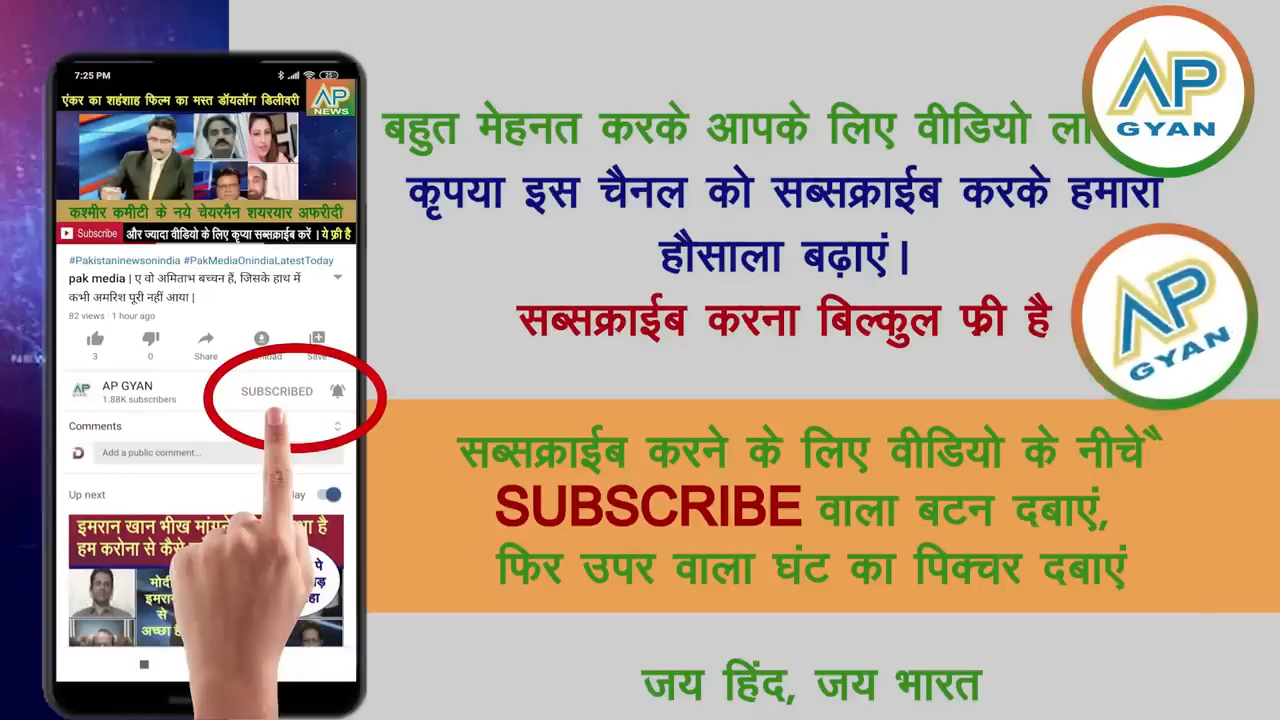 7:25 PM
25
एंकर का शहंशाह फिल्म का मस्त डॉयलॉग डिलीवरी
AP
NEWS
कश्मीर कमीटी के नये चेयरमैन शयरयार अफरीदी
Subscribe और ज्यादा वीडियो के लिए कृप्या सब्सक्राईब करें । ये फ्री है
#Pakistaninewsonindia #PakMediaOnindiaLatestToday
pak media | ए वो अमिताभ बच्चन हैं, जिसके हाथ में
कभी अमरिश पूरी नहीं आया |
82 views · 1 hour ago
3 0 Share Save
AP GYAN
1.88K subscribers
SUBSCRIBED
Comments
Add a public comment...
Up next
इमरान खान भीख मांगने है
हम करोना से कैसे
मोदी
इमरान
से
अच्छा है
AP
GYAN
बहुत मेहनत करके आपके लिए वीडियो
कृपया इस चैनल को सब्सक्राईब करके हमारा
हौसाला बढ़ाएं।
सब्सक्राईब करना बिल्कुल फ्री है
AP
GYAN
सब्सक्राईब करने के लिए वीडियो के नीचे"
SUBSCRIBE वाला बटन दबाएं,
फिर उपर वाला घंट का पिक्चर दबाएं
जय हिंद, जय भारत